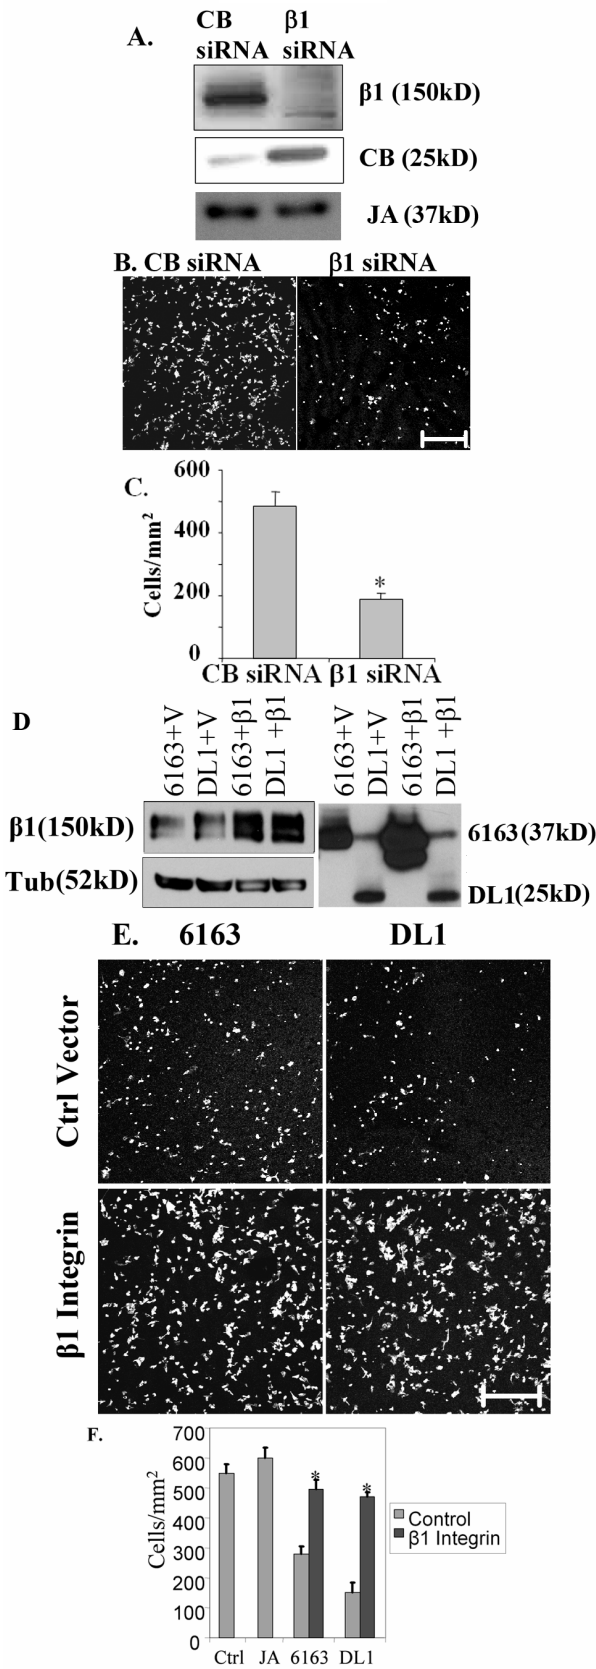 A.
CB siRNA
β1 siRNA
β1 (150kD)
CB (25kD)
JA (37kD)
B. CB siRNA
β1 siRNA
C.
Cells/mm²
600
400
200
0
CB siRNA
β1 siRNA
*
D
6163+V
DL1+V
6163+β1
DL1 +β1
6163+V
DL1+V
6163+β1
DL1+β1
β1(150kD)
Tub(52kD)
6163(37kD)
DL1(25kD)
E.
6163
DL1
Ctrl Vector
β1 Integrin
F.
Cells/mm²
700
600
500
400
300
200
100
0
*
*
Ctrl
JA
6163
DL1
Control
β1 Integrin